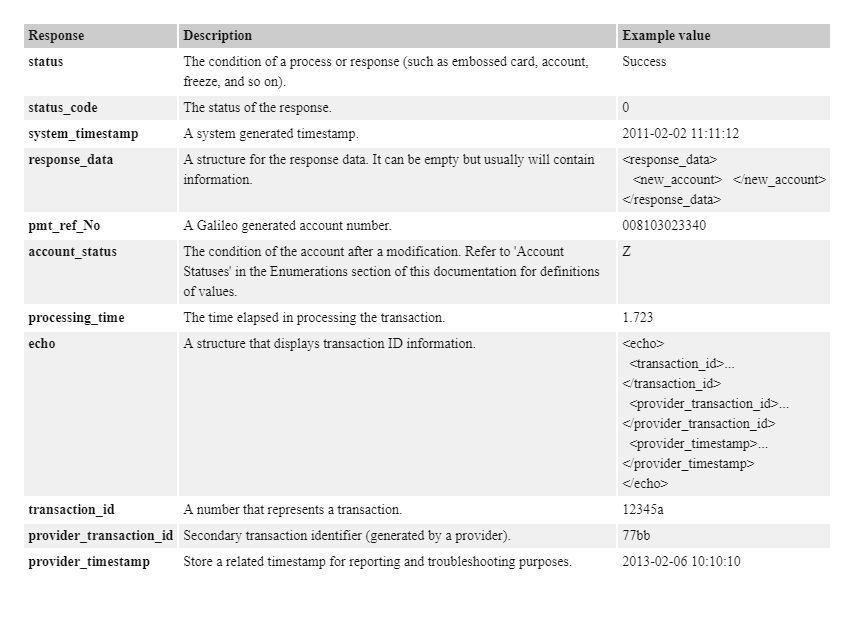 Response Description Example value
status The condition of a process or response (such as embossed card, account, Success
freeze, and so on).
status_code The status of the response. 0
system_timestamp A system generated timestamp. 2011-02-02 11:11:12
response_data A structure for the response data. It can be empty but usually will contain <response_data>
information. <new_account> </new_account>
</response_data>
pmt_ref_No A Galileo generated account number. 008103023340
account_status The condition of the account after a modification. Refer to 'Account Z
Statuses' in the Enumerations section of this documentation for definitions
of values.
processing_time The time elapsed in processing the transaction. 1.723
echo A structure that displays transaction ID information. <echo>
<transaction_id>...
</transaction_id>
<provider_transaction_id>...
</provider_transaction_id>
<provider_timestamp>...
</provider_timestamp>
</echo>
transaction_id A number that represents a transaction. 12345a
provider_transaction_id Secondary transaction identifier (generated by a provider). 77bb
provider_timestamp Store a related timestamp for reporting and troubleshooting purposes. 2013-02-06 10:10:10